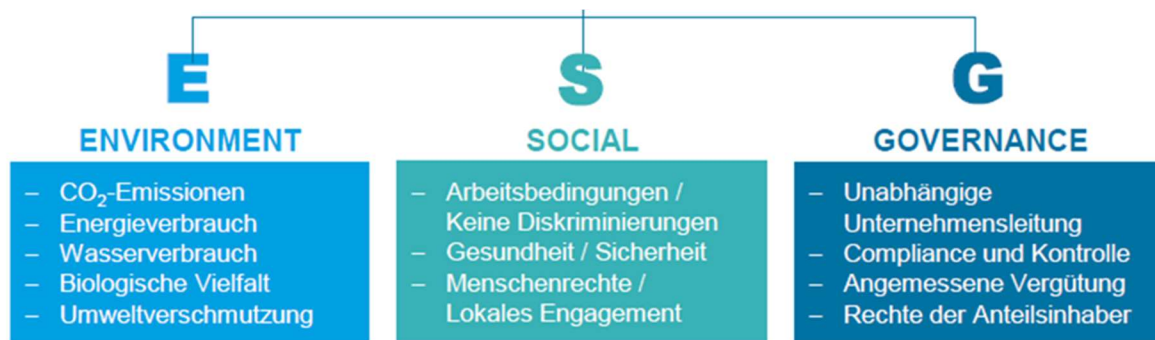 E
ENVIRONMENT
– CO₂-Emissionen
– Energieverbrauch
– Wasserverbrauch
– Biologische Vielfalt
– Umweltverschmutzung
S
SOCIAL
– Arbeitsbedingungen /
Keine Diskriminierungen
– Gesundheit / Sicherheit
– Menschenrechte /
Lokales Engagement
G
GOVERNANCE
– Unabhängige
Unternehmensleitung
– Compliance und Kontrolle
– Angemessene Vergütung
– Rechte der Anteilsinhaber